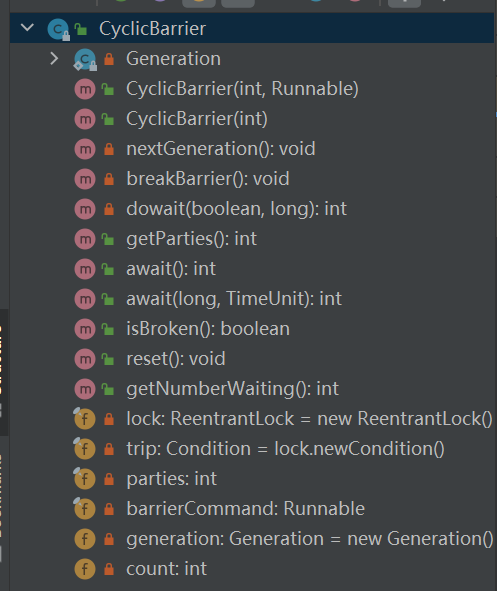 CyclicBarrier
Generation
CyclicBarrier(int, Runnable)
CyclicBarrier(int)
nextGeneration(): void
breakBarrier(): void
dowait(boolean, long): int
getParties(): int
await(): int
await(long, TimeUnit): int
isBroken(): boolean
reset(): void
getNumberWaiting(): int
lock: ReentrantLock = new ReentrantLock()
trip: Condition = lock.newCondition()
parties: int
barrierCommand: Runnable
generation: Generation = new Generation()
count: int